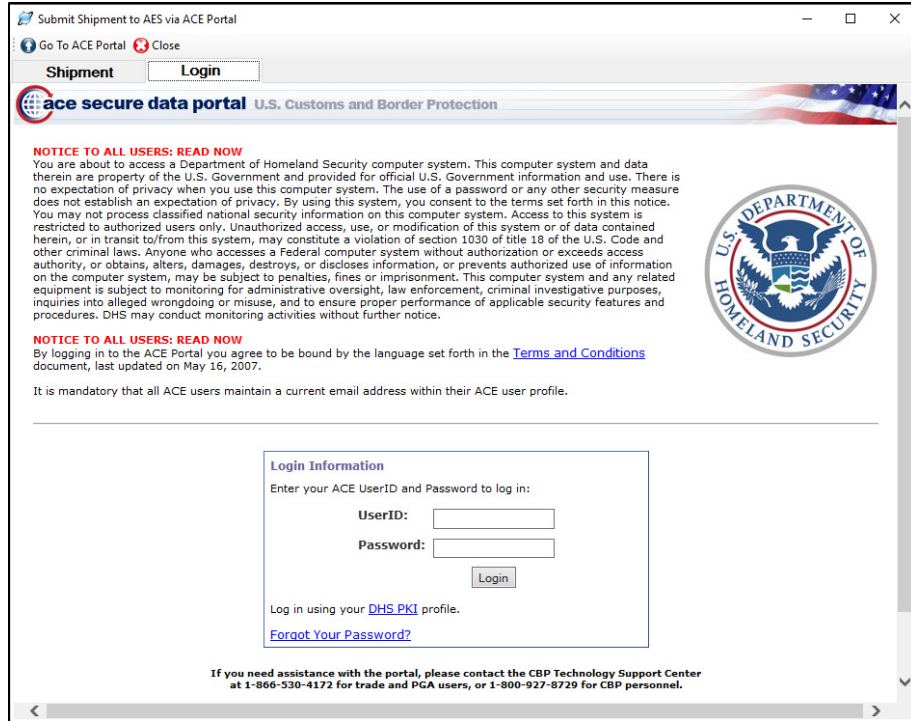 Submit Shipment to AES via ACE Portal
Go To ACE Portal Close
Shipment Login
ace secure data portal U.S. Customs and Border Protection
NOTICE TO ALL USERS: READ NOW
You are about to access a Department of Homeland Security computer system. This computer system and data
therein are property of the U.S. Government and provided for official U.S. Government information and use. There is
no expectation of privacy when you use this computer system. The use of a password or any other security measure
does not establish an expectation of privacy. By using this system, you consent to the terms set forth in this notice.
You may not process classified national security information on this computer system. Access to this system is
restricted to authorized users only. Unauthorized access, use, or modification of this system or of data contained
herein, or in transit to/from this system, may constitute a violation of section 1030 of title 18 of the U.S. Code and
other criminal laws. Anyone who accesses a Federal computer system without authorization or exceeds access
authority, or obtains, alters, damages, destroys, or discloses information, or prevents authorized use of information
on the computer system, may be subject to penalties, fines or imprisonment. This computer system and any related
equipment is subject to monitoring for administrative oversight, law enforcement, criminal investigative purposes,
inquiries into alleged wrongdoing or misuse, and to ensure proper performance of applicable security features and
procedures. DHS may conduct monitoring activities without further notice.
U.S. DEPARTMENT OF
HOMELAND SECURITY
NOTICE TO ALL USERS: READ NOW
By logging in to the ACE Portal you agree to be bound by the language set forth in the Terms and Conditions
document, last updated on May 16, 2007.
It is mandatory that all ACE users maintain a current email address within their ACE user profile.
Login Information
Enter your ACE UserID and Password to log in:
UserID:
Password:
Login
Log in using your DHS PKI profile.
Forgot Your Password?
If you need assistance with the portal, please contact the CBP Technology Support Center
at 1-866-530-4172 for trade and PGA users, or 1-800-927-8729 for CBP personnel.